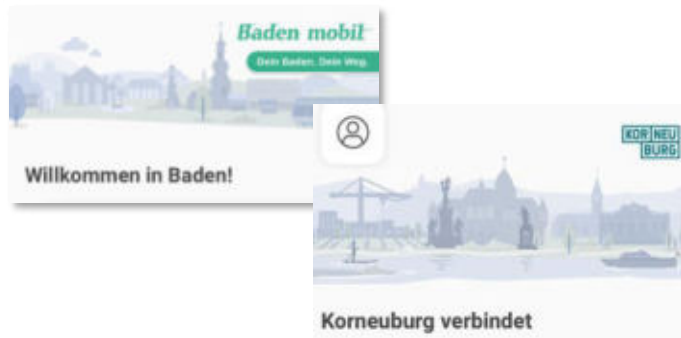 Baden mobil
Dein Baden. Dein Weg.
Willkommen in Baden!
KOR NEU
BURG
Korneuburg verbindet